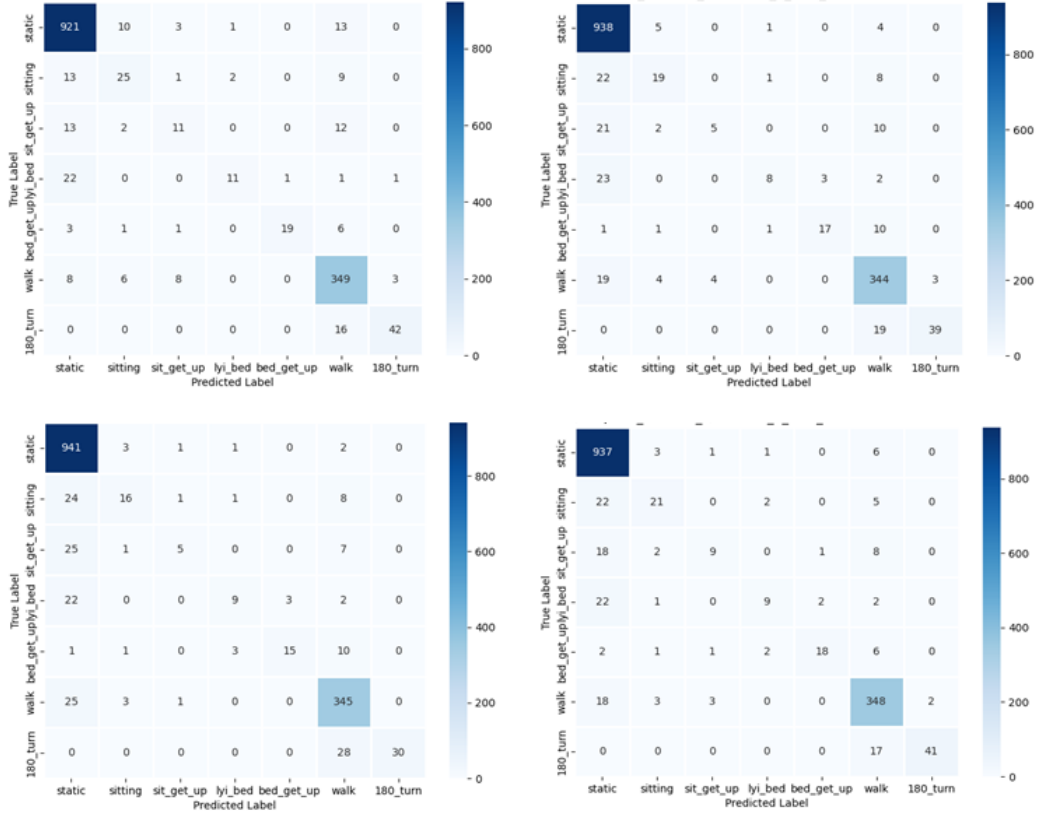 static 921 10 3 1 0 13 0
sitting 13 25 1 2 0 9 0
sit_get_up 13 2 11 0 0 12 0
lyi_bed 22 0 0 11 1 1 1
bed_get_up 3 1 1 0 19 6 0
walk 8 6 8 0 0 349 3
180_turn 0 0 0 0 0 16 42
static sitting sit_get_up lyi_bed bed_get_up walk 180_turn
Predicted Label
True Label
800
600
400
200
0
static 938 5 0 1 0 4 0
sitting 22 19 0 1 0 8 0
sit_get_up 21 2 5 0 0 10 0
lyi_bed 23 0 0 8 3 2 0
bed_get_up 1 1 0 1 17 10 0
walk 19 4 4 0 0 344 3
180_turn 0 0 0 0 0 19 39
static sitting sit_get_up lyi_bed bed_get_up walk 180_turn
Predicted Label
True Label
800
600
400
200
0
static 941 3 1 1 0 2 0
sitting 24 16 1 1 0 8 0
sit_get_up 25 1 5 0 0 7 0
lyi_bed 22 0 0 9 3 2 0
bed_get_up 1 1 0 3 15 10 0
walk 25 3 1 0 0 345 0
180_turn 0 0 0 0 0 28 30
static sitting sit_get_up lyi_bed bed_get_up walk 180_turn
Predicted Label
True Label
800
600
400
200
0
static 937 3 1 1 0 6 0
sitting 22 21 0 2 0 5 0
sit_get_up 18 2 9 0 1 8 0
lyi_bed 22 1 0 9 2 2 0
bed_get_up 2 1 1 2 18 6 0
walk 18 3 3 0 0 348 2
180_turn 0 0 0 0 0 17 41
static sitting sit_get_up lyi_bed bed_get_up walk 180_turn
Predicted Label
True Label
800
600
400
200
0